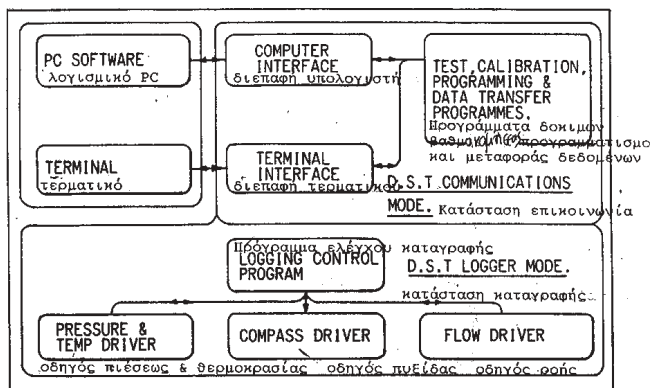 PC SOFTWARE
λογισμικό PC
COMPUTER
INTERFACE
διεπαφή υπολογιστή
TEST, CALIBRATION,
PROGRAMMING &
DATA TRANSFER
PROGRAMMES.
Προγράμματα δοκιμών
προγραμματισμο
και μεταφοράς δεδομένων
TERMINAL
τερματικό
TERMINAL
INTERFACE
διεπαφή τερματικού
D.S.T COMMUNICATIONS
MODE. Κατάσταση επικοινωνία
Πρόγραμμα ελέγχου καταγραφής
LOGGING CONTROL
PROGRAM
D.S.T LOGGER MODE.
κατάσταση καταγραφής
PRESSURE &
TEMP DRIVER
COMPASS DRIVER
FLOW DRIVER
οδηγός πιέσεως & θερμοκρασίας οδηγός πυξίδας οδηγός ροής